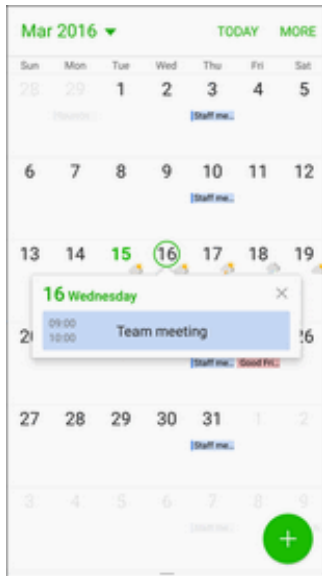 Mar 2016 TODAY MORE
Sun Mon Tue Wed Thu Fri Sat
28 29 1 2 3 4 5
Staff me..
6 7 8 9 10 11 12
Staff me..
13 14 15 16 17 18 19
16 Wednesday
09:00
10:00
Team meeting
2 26
Staff me.. Good Fri..
27 28 29 30 31 1 2
Staff me..
3 4 5 6 7 8 9